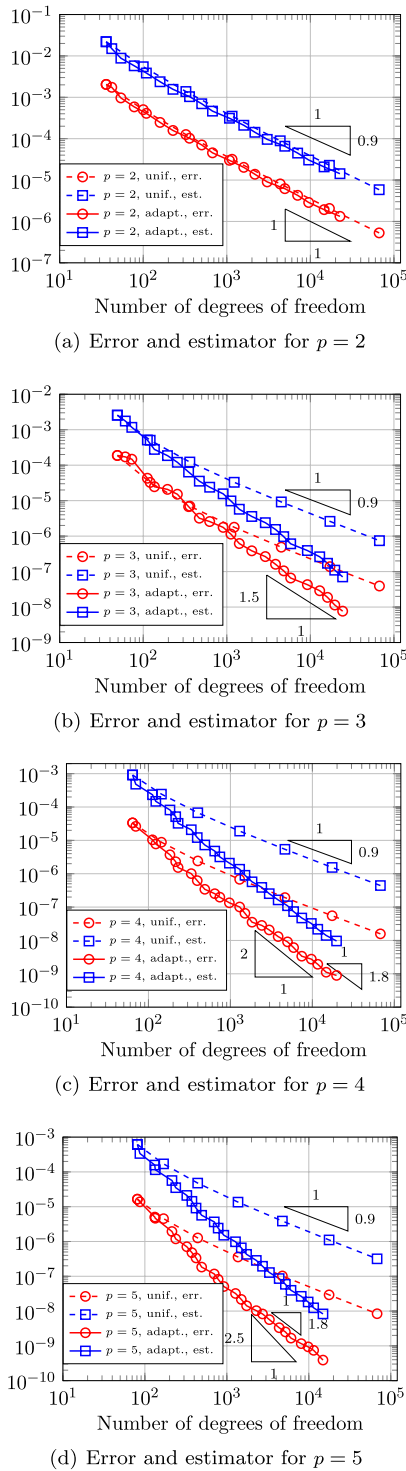 10^{-1}
10^{-2}
10^{-3}
10^{-4}
10^{-5}
10^{-6}
10^{-7}
1
0.9
p = 2, unif., err.
p = 2, unif., est.
p = 2, adapt., err.
p = 2, adapt., est.
1
1
10^{1} 10^{2} 10^{3} 10^{4} 10^{5}
Number of degrees of freedom
(a) Error and estimator for p = 2
10^{-2}
10^{-3}
10^{-4}
10^{-5}
10^{-6}
10^{-7}
10^{-8}
10^{-9}
1
0.9
p = 3, unif., err.
p = 3, unif., est.
p = 3, adapt., err.
p = 3, adapt., est.
1.5
1
10^{1} 10^{2} 10^{3} 10^{4} 10^{5}
Number of degrees of freedom
(b) Error and estimator for p = 3
10^{-3}
10^{-4}
10^{-5}
10^{-6}
10^{-7}
10^{-8}
10^{-9}
10^{-10}
1
0.9
p = 4, unif., err.
p = 4, unif., est.
p = 4, adapt., err.
p = 4, adapt., est.
2
1
1
1.8
10^{1} 10^{2} 10^{3} 10^{4} 10^{5}
Number of degrees of freedom
(c) Error and estimator for p = 4
10^{-3}
10^{-4}
10^{-5}
10^{-6}
10^{-7}
10^{-8}
10^{-9}
10^{-10}
1
0.9
p = 5, unif., err.
p = 5, unif., est.
p = 5, adapt., err.
p = 5, adapt., est.
1
1.8
2.5
1
10^{1} 10^{2} 10^{3} 10^{4} 10^{5}
Number of degrees of freedom
(d) Error and estimator for p = 5